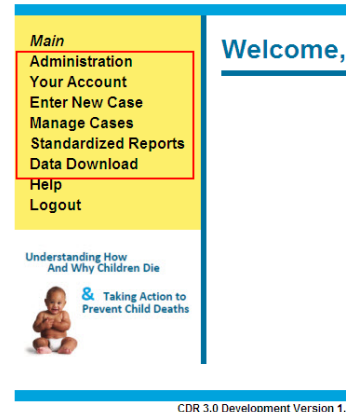 Main
Administration
Your Account
Enter New Case
Manage Cases
Standardized Reports
Data Download
Help
Logout
Welcome,
Understanding How
And Why Children Die
& Taking Action to
Prevent Child Deaths
CDR 3.0 Development Version 1.